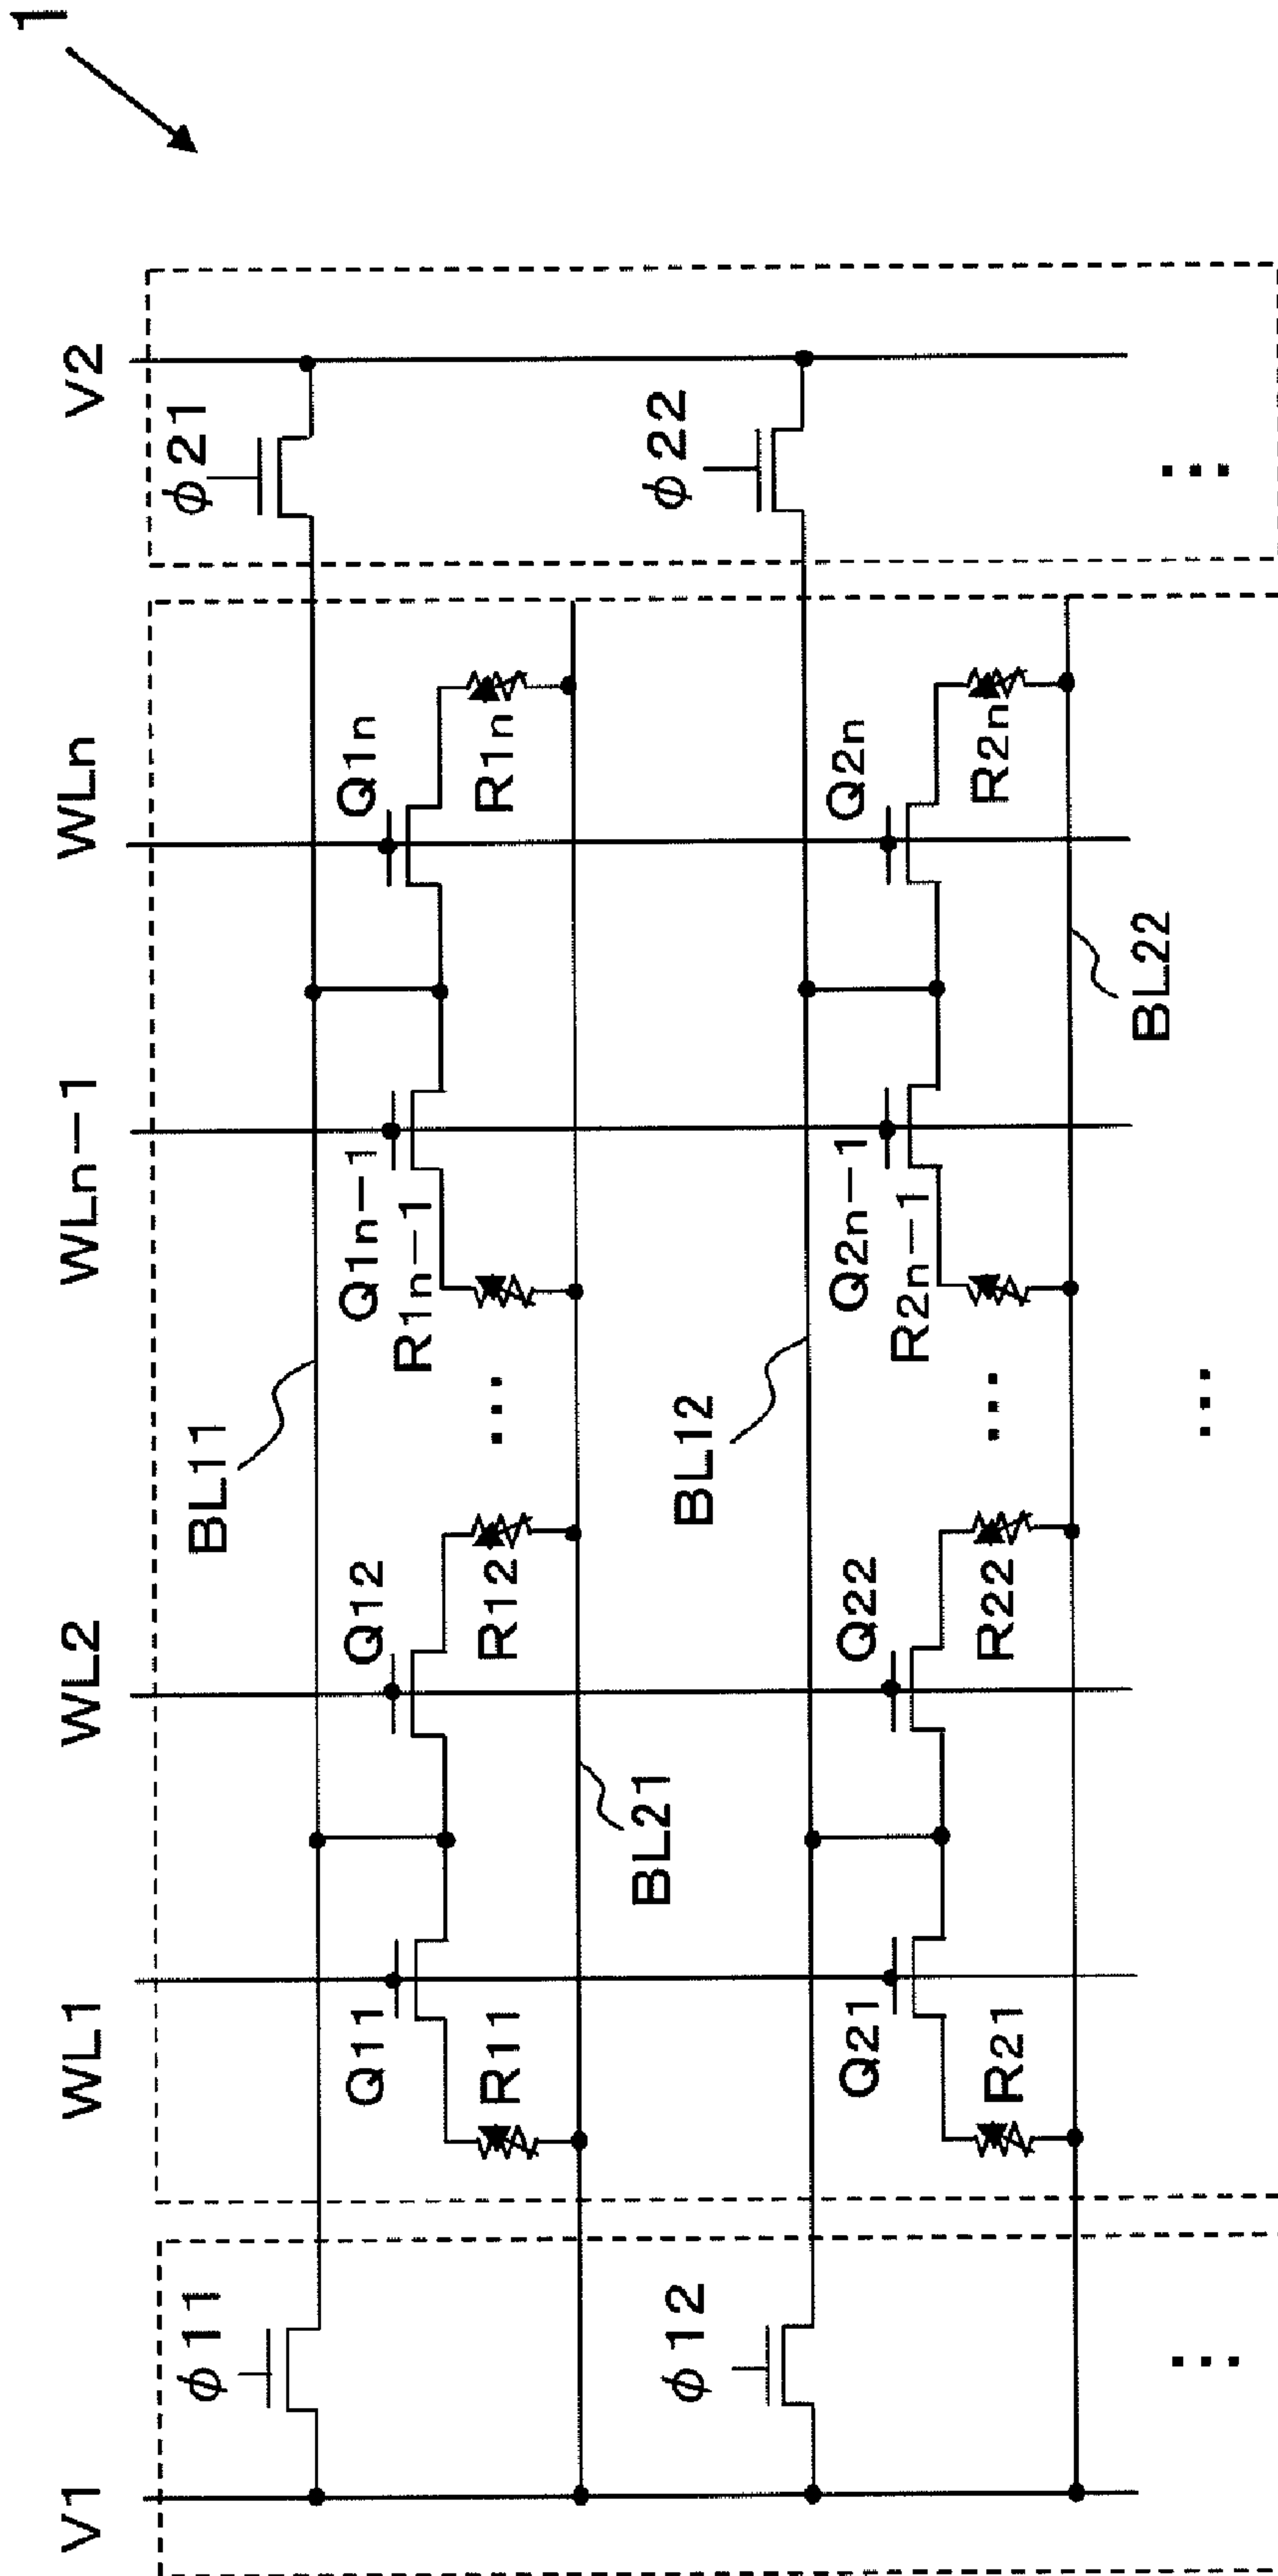 1
V1 WL1 WL2 WLn-1 WLn V2
φ11 φ21
BL11
Q11 Q12 Q1n-1 Q1n
R11 R12 R1n-1 R1n
...
BL21
φ12 BL12 φ22
Q21 Q22 Q2n-1 Q2n
R21 R22 R2n-1 R2n
...
BL22
... ... ...